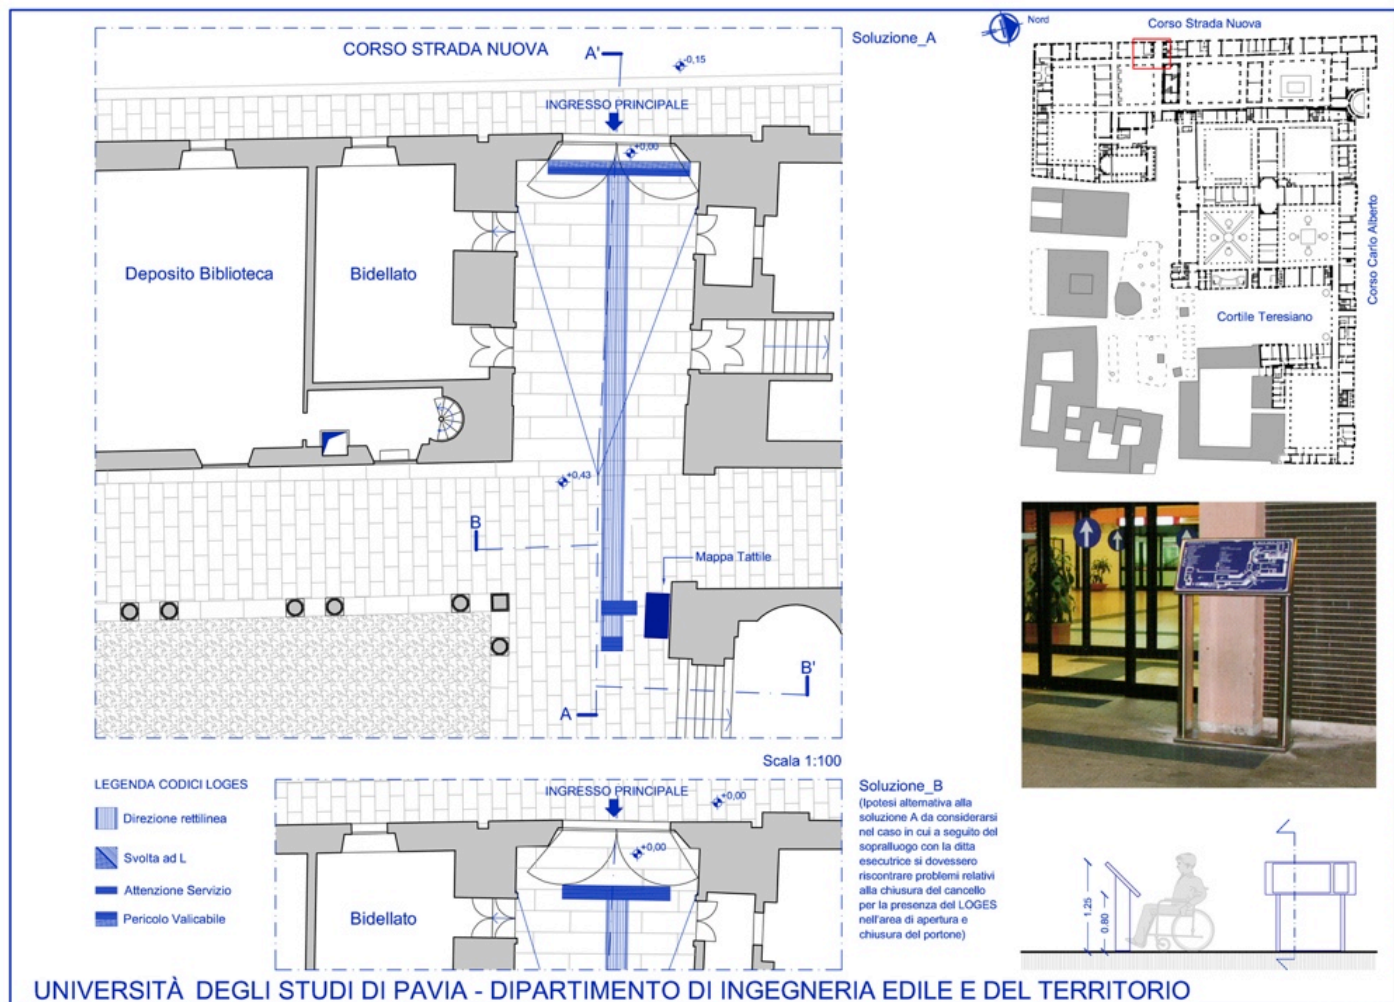 CORSO STRADA NUOVA
A'
-0,15
INGRESSO PRINCIPALE
+0,00
Deposito Biblioteca
Bidellato
+0,43
B
Mappa Tattile
B'
A
Soluzione_A
Nord
Corso Strada Nuova
Corso Carlo Alberto
Cortile Teresiano
Scala 1:100
LEGENDA CODICI LOGES
Direzione rettilinea
Svolta ad L
Attenzione Servizio
Pericolo Valicabile
INGRESSO PRINCIPALE
+0,00
+0,00
Bidellato
Soluzione_B
(Ipotesi alternativa alla
soluzione A da considerarsi
nel caso in cui a seguito del
sopralluogo con la ditta
esecutrice si dovessero
riscontrare problemi relativi
alla chiusura del cancello
per la presenza del LOGES
nell'area di apertura e
chiusura del portone)
1.25
0.80
UNIVERSITÀ DEGLI STUDI DI PAVIA - DIPARTIMENTO DI INGEGNERIA EDILE E DEL TERRITORIO